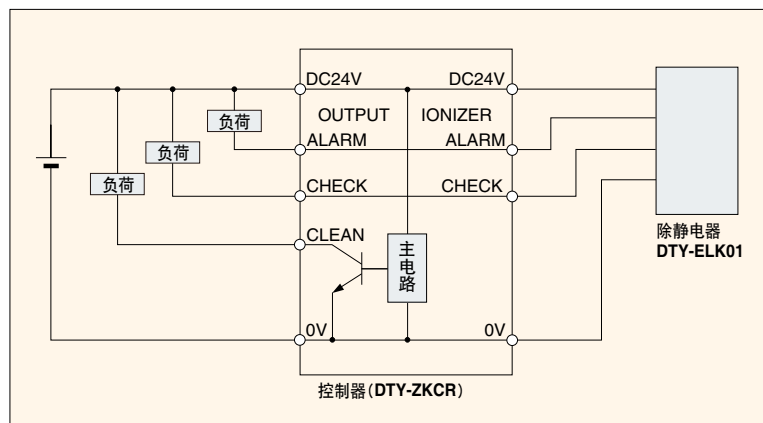 DC24V DC24V
负荷 OUTPUT IONIZER
ALARM ALARM
负荷
负荷 CHECK CHECK
CLEAN
主电路
除静电器
DTY-ELK01
0V 0V
控制器(DTY-ZKCR)